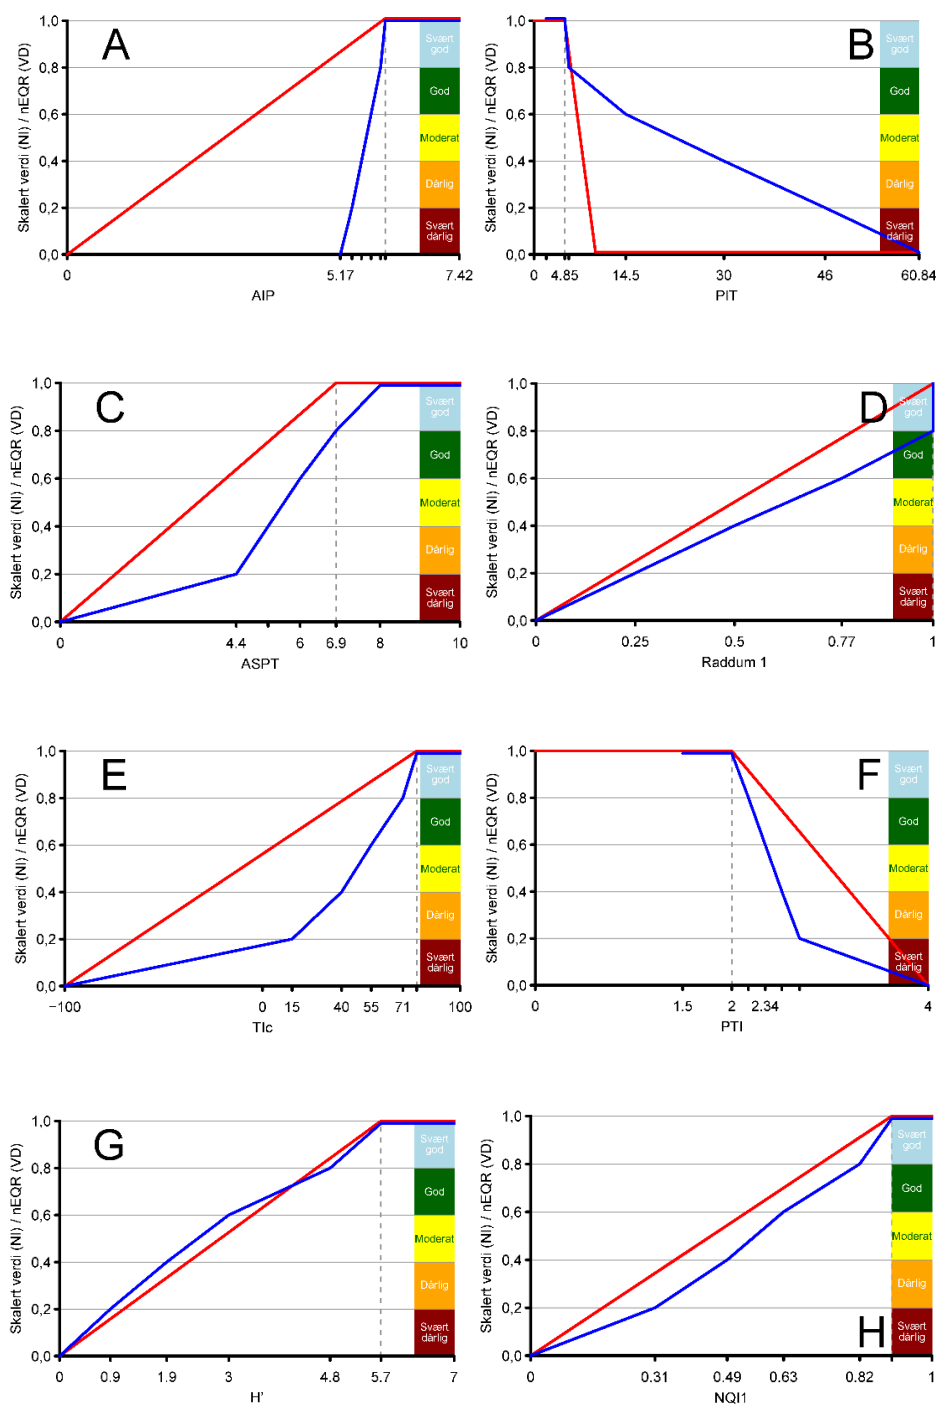 A
Skalert verdi (NI) / nEQR (VD)
1,0
0,8
0,6
0,4
0,2
0,0
Svært
god
God
Moderat
Dårlig
Svært
dårlig
0 5.17 7.42
AIP
B
Skalert verdi (NI) / nEQR (VD)
1,0
0,8
0,6
0,4
0,2
0,0
Svært
god
God
Moderat
Dårlig
Svært
dårlig
0 4.85 14.5 30 46 60.84
PIT
C
Skalert verdi (NI) / nEQR (VD)
1,0
0,8
0,6
0,4
0,2
0,0
Svært
god
God
Moderat
Dårlig
Svært
dårlig
0 4.4 6 6.9 8 10
ASPT
D
Skalert verdi (NI) / nEQR (VD)
1,0
0,8
0,6
0,4
0,2
0,0
Svært
god
God
Moderat
Dårlig
Svært
dårlig
0 0.25 0.5 0.77 1
Raddum 1
E
Skalert verdi (NI) / nEQR (VD)
1,0
0,8
0,6
0,4
0,2
0,0
Svært
god
God
Moderat
Dårlig
Svært
dårlig
−100 0 15 40 55 71 100
TIc
F
Skalert verdi (NI) / nEQR (VD)
1,0
0,8
0,6
0,4
0,2
0,0
Svært
god
God
Moderat
Dårlig
Svært
dårlig
0 1.5 2 2.34 4
PTI
G
Skalert verdi (NI) / nEQR (VD)
1,0
0,8
0,6
0,4
0,2
0,0
Svært
god
God
Moderat
Dårlig
Svært
dårlig
0 0.9 1.9 3 4.8 5.7 7
H'
H
Skalert verdi (NI) / nEQR (VD)
1,0
0,8
0,6
0,4
0,2
0,0
Svært
god
God
Moderat
Dårlig
Svært
dårlig
0 0.31 0.49 0.63 0.82 1
NQI1